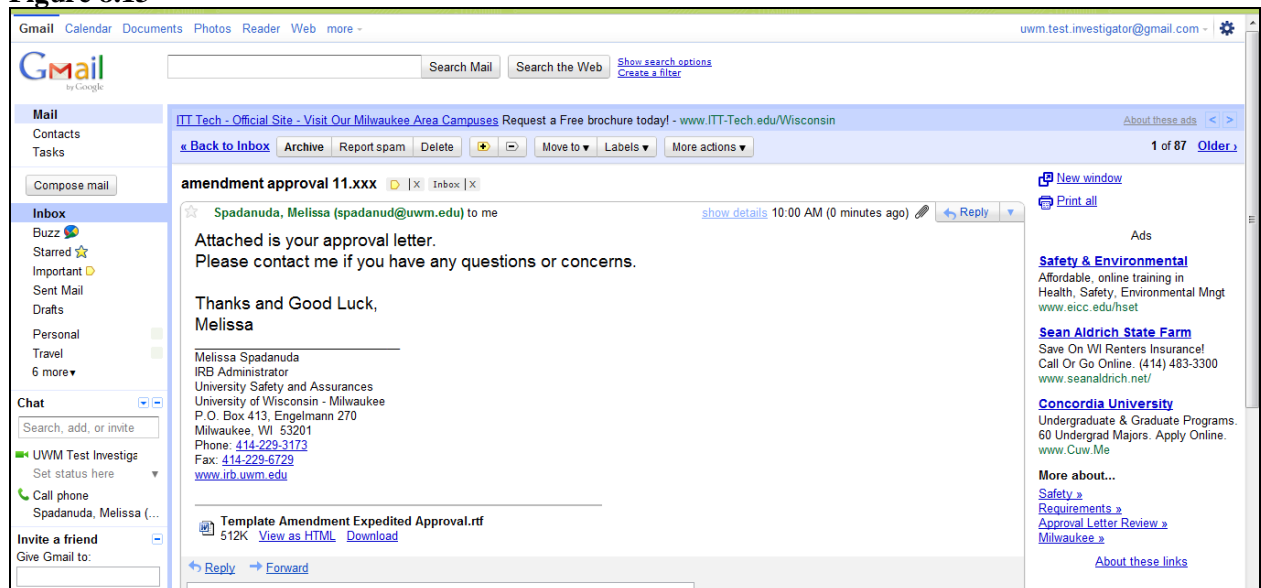 Gmail Calendar Documents Photos Reader Web more
uwm.test.investigator@gmail.com
Gmail
by Google
Search Mail
Search the Web
Show search options
Create a filter
Mail
Contacts
Tasks
Compose mail
Inbox
Buzz
Starred
Important
Sent Mail
Drafts
Personal
Travel
6 more▾
Chat
Search, add, or invite
UWM Test Investiga
Set status here
Call phone
Spadanuda, Melissa (...
Invite a friend
Give Gmail to:
ITT Tech - Official Site - Visit Our Milwaukee Area Campuses Request a Free brochure today! - www.ITT-Tech.edu/Wisconsin
About these ads < >
« Back to Inbox Archive Report spam Delete Move to ▾ Labels ▾ More actions ▾
1 of 87 Older ›
amendment approval 11.xxx | X Inbox | X
Spadanuda, Melissa (spadanud@uwm.edu) to me
show details 10:00 AM (0 minutes ago) Reply
Attached is your approval letter.
Please contact me if you have any questions or concerns.
Thanks and Good Luck,
Melissa
Melissa Spadanuda
IRB Administrator
University Safety and Assurances
University of Wisconsin - Milwaukee
P.O. Box 413, Engelmann 270
Milwaukee, WI 53201
Phone: 414-229-3173
Fax: 414-229-6729
www.irb.uwm.edu
Template Amendment Expedited Approval.rtf
512K View as HTML Download
Reply Forward
New window
Print all
Ads
Safety & Environmental
Affordable, online training in
Health, Safety, Environmental Mngt
www.eicc.edu/hset
Sean Aldrich State Farm
Save On WI Renters Insurance!
Call Or Go Online. (414) 483-3300
www.seanaldrich.net/
Concordia University
Undergraduate & Graduate Programs.
60 Undergrad Majors. Apply Online.
www.Cuw.Me
More about...
Safety »
Requirements »
Approval Letter Review »
Milwaukee »
About these links